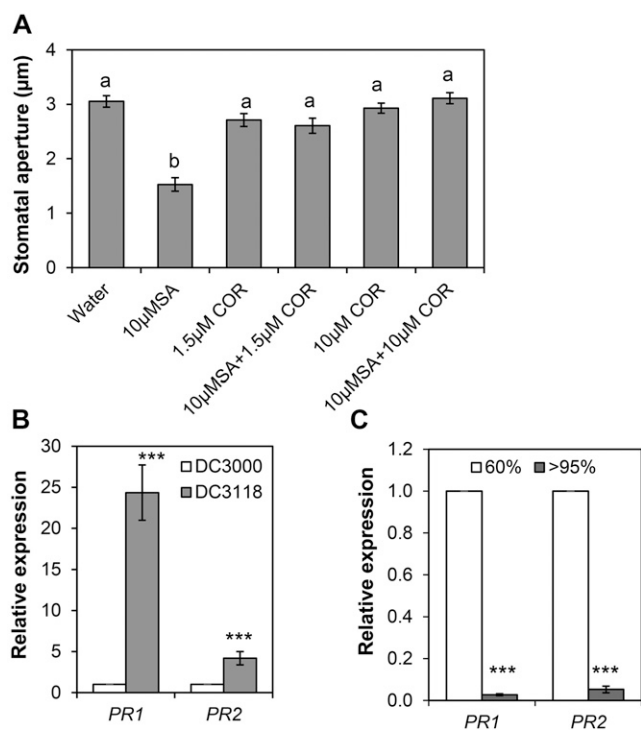 A
Stomatal aperture (μm)
4
3
2
1
0
a
b
a
a
a
a
Water
10μMSA
1.5μM COR
10μMSA+1.5μM COR
10μM COR
10μMSA+10μM COR
B
Relative expression
30
25
20
15
10
5
0
***
***
DC3000
DC3118
PR1
PR2
C
Relative expression
1.2
1.0
0.8
0.6
0.4
0.2
0.0
60%
>95%
***
***
PR1
PR2